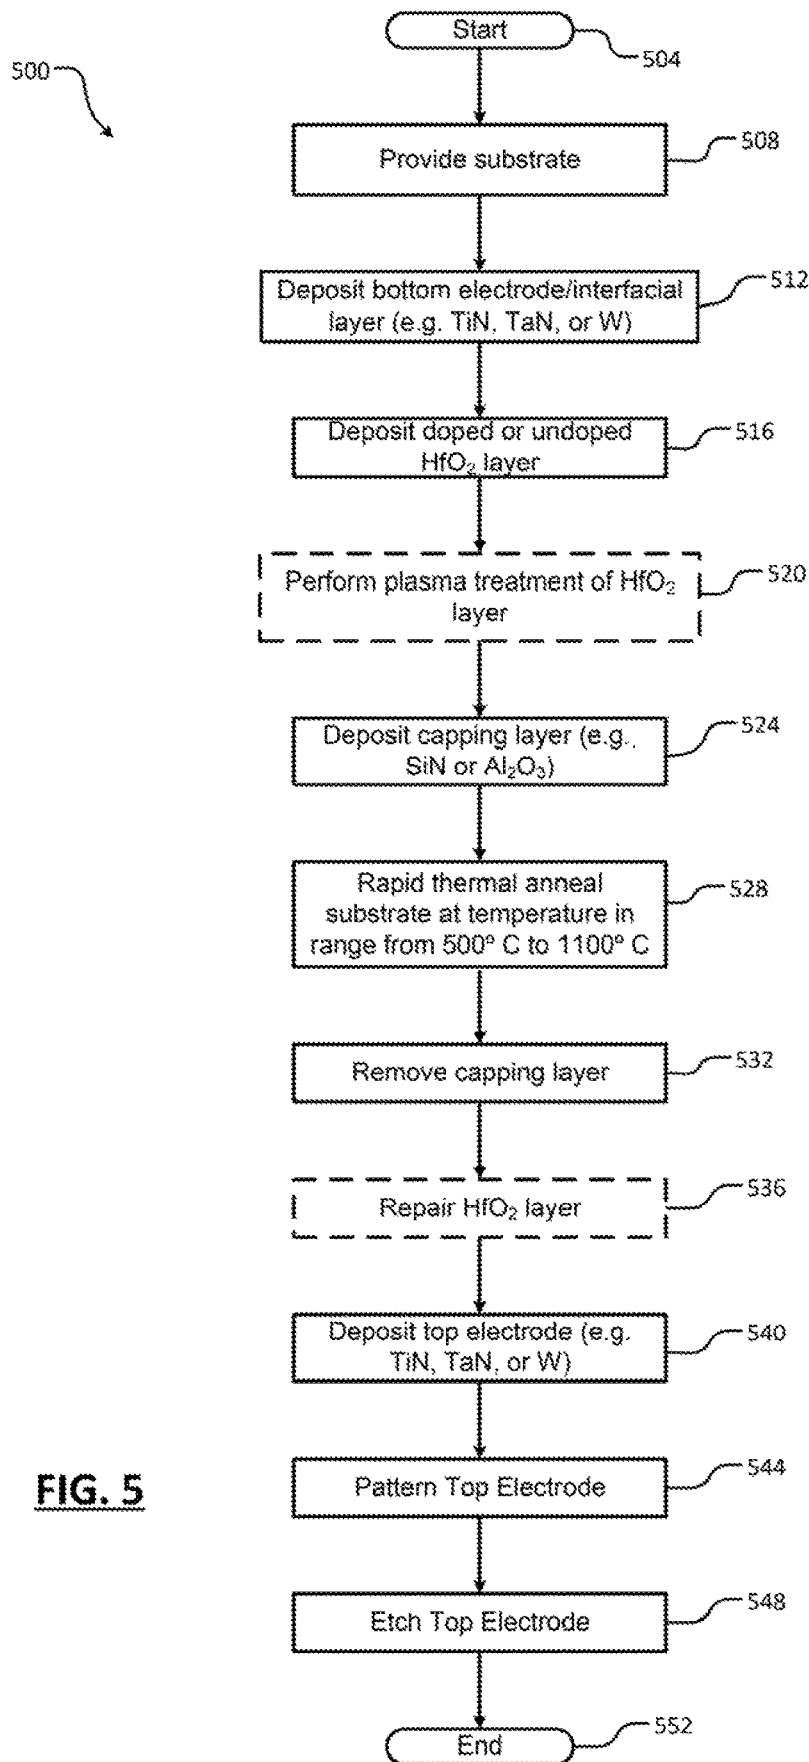 Start
504
500
Provide substrate
508
Deposit bottom electrode/interfacial
layer (e.g. TiN, TaN, or W)
512
Deposit doped or undoped
HfO₂ layer
516
Perform plasma treatment of HfO₂
layer
520
Deposit capping layer (e.g.,
SiN or Al₂O₃)
524
Rapid thermal anneal
substrate at temperature in
range from 500º C to 1100º C
528
Remove capping layer
532
Repair HfO₂ layer
536
Deposit top electrode (e.g.
TiN, TaN, or W)
540
Pattern Top Electrode
544
FIG. 5
Etch Top Electrode
548
End
552